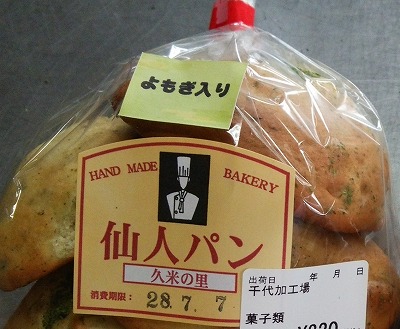 よもぎ入り
HAND MADE BAKERY
仙人パン
久米の里
消費期限： 28.7.7
出荷日 年 月 日
千代加工場
菓子類